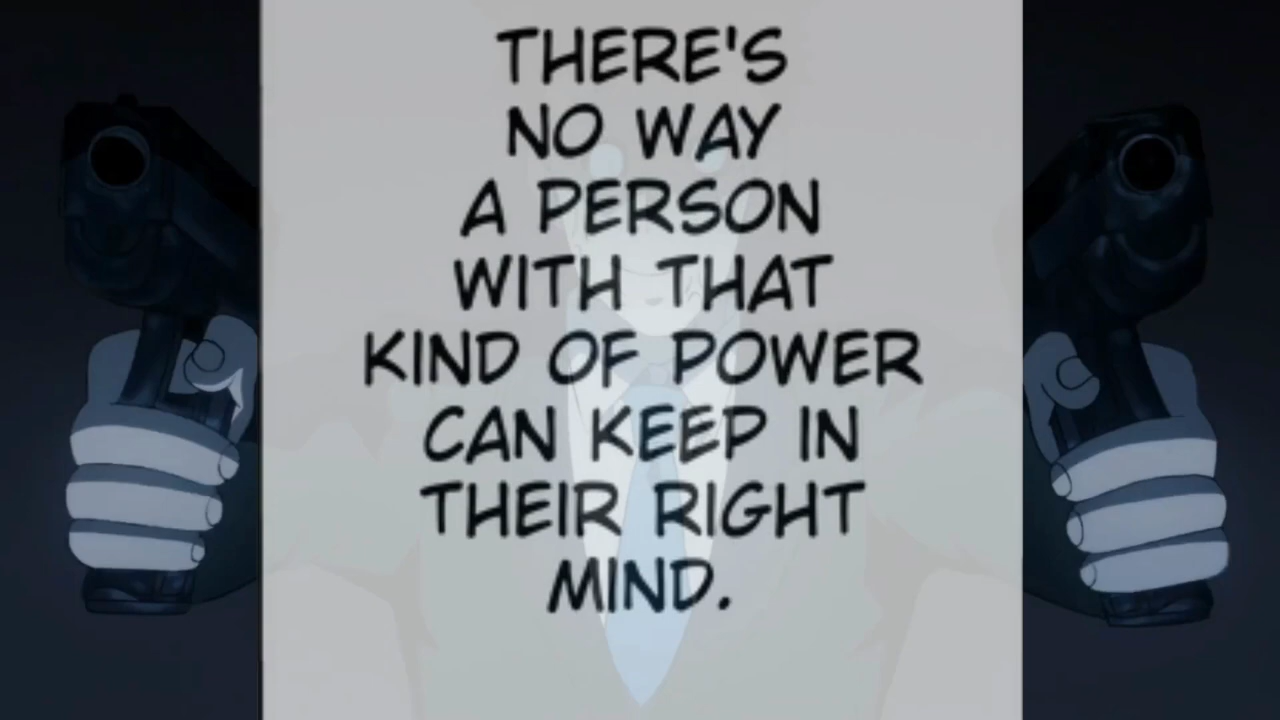 THERE'S
NO WAY
A PERSON
WITH THAT
KIND OF POWER
CAN KEEP IN
THEIR RIGHT
MIND.